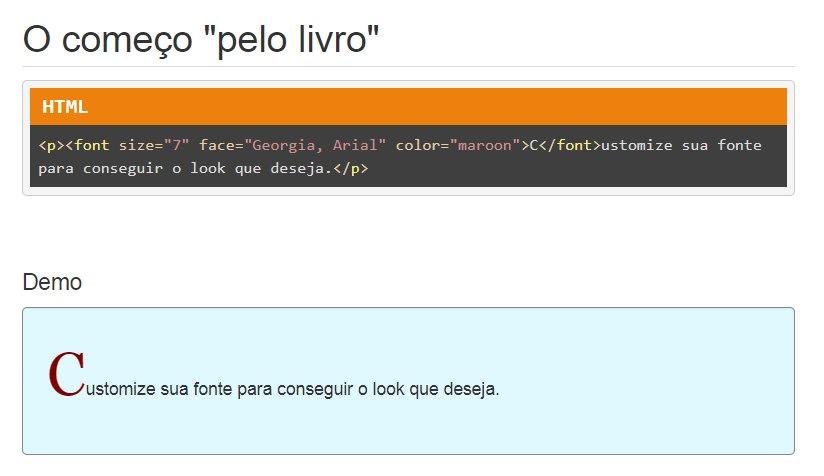 O começo "pelo livro"
HTML
<p><font size="7" face="Georgia, Arial" color="maroon">C</font>ustomize sua fonte
para conseguir o look que deseja.</p>
Demo
Customize sua fonte para conseguir o look que deseja.